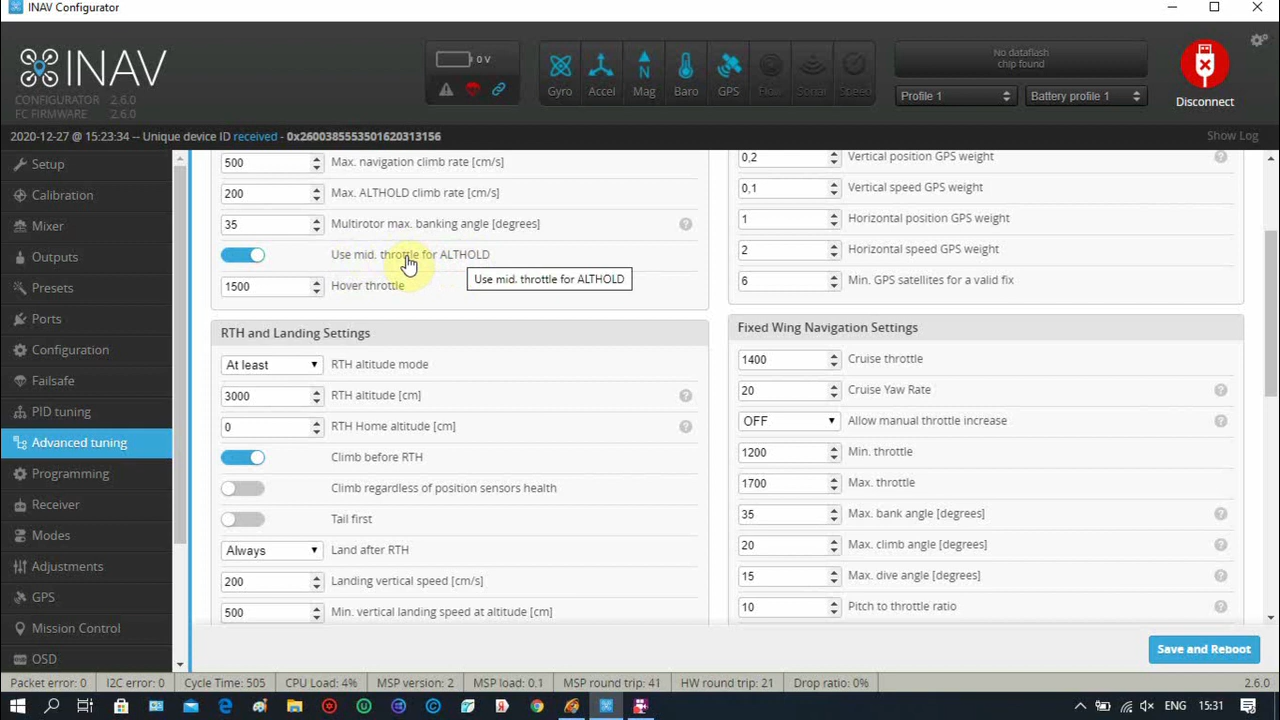 INAV Configurator
INAV
CONFIGURATOR 2.6.0
FC FIRMWARE 2.6.0
0 V
Gyro
Accel
Mag
Baro
GPS
Flow
Sonar
Speed
No dataflash
chip found
Profile 1
Battery profile 1
Disconnect
2020-12-27 @ 15:23:34 -- Unique device ID received - 0x2600385553501620313156
Show Log
Setup
Calibration
Mixer
Outputs
Presets
Ports
Configuration
Failsafe
PID tuning
Advanced tuning
Programming
Receiver
Modes
Adjustments
GPS
Mission Control
OSD
500 Max. navigation climb rate [cm/s]
200 Max. ALTHOLD climb rate [cm/s]
35 Multirotor max. banking angle [degrees]
Use mid. throttle for ALTHOLD
Use mid. throttle for ALTHOLD
1500 Hover throttle
RTH and Landing Settings
At least RTH altitude mode
3000 RTH altitude [cm]
0 RTH Home altitude [cm]
Climb before RTH
Climb regardless of position sensors health
Tail first
Always Land after RTH
200 Landing vertical speed [cm/s]
500 Min. vertical landing speed at altitude [cm]
0,2 Vertical position GPS weight
0,1 Vertical speed GPS weight
1 Horizontal position GPS weight
2 Horizontal speed GPS weight
6 Min. GPS satellites for a valid fix
Fixed Wing Navigation Settings
1400 Cruise throttle
20 Cruise Yaw Rate
OFF Allow manual throttle increase
1200 Min. throttle
1700 Max. throttle
35 Max. bank angle [degrees]
20 Max. climb angle [degrees]
15 Max. dive angle [degrees]
10 Pitch to throttle ratio
Save and Reboot
Packet error: 0
I2C error: 0
Cycle Time: 505
CPU Load: 4%
MSP version: 2
MSP load: 0.1
MSP round trip: 41
HW round trip: 21
Drop ratio: 0%
2.6.0
ENG
15:31